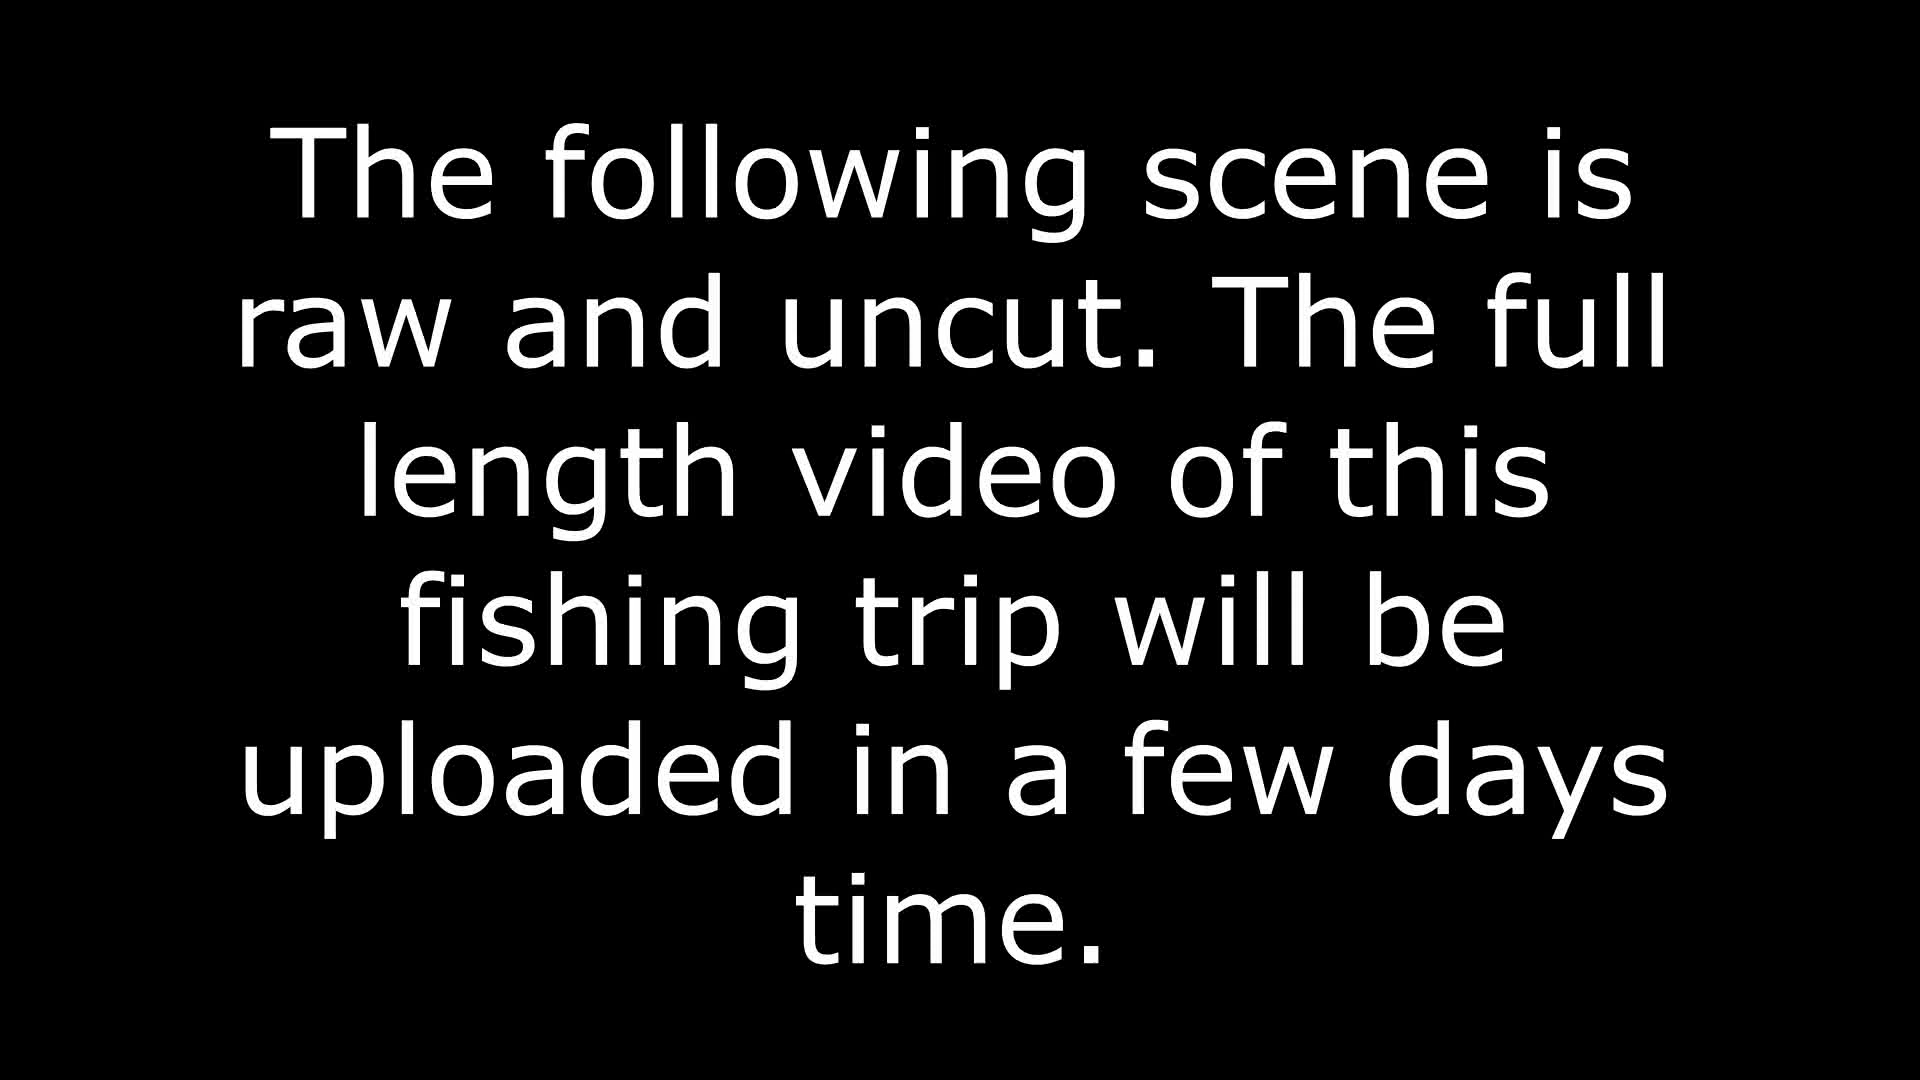 The following scene is
raw and uncut. The full
length video of this
fishing trip will be
uploaded in a few days
time.